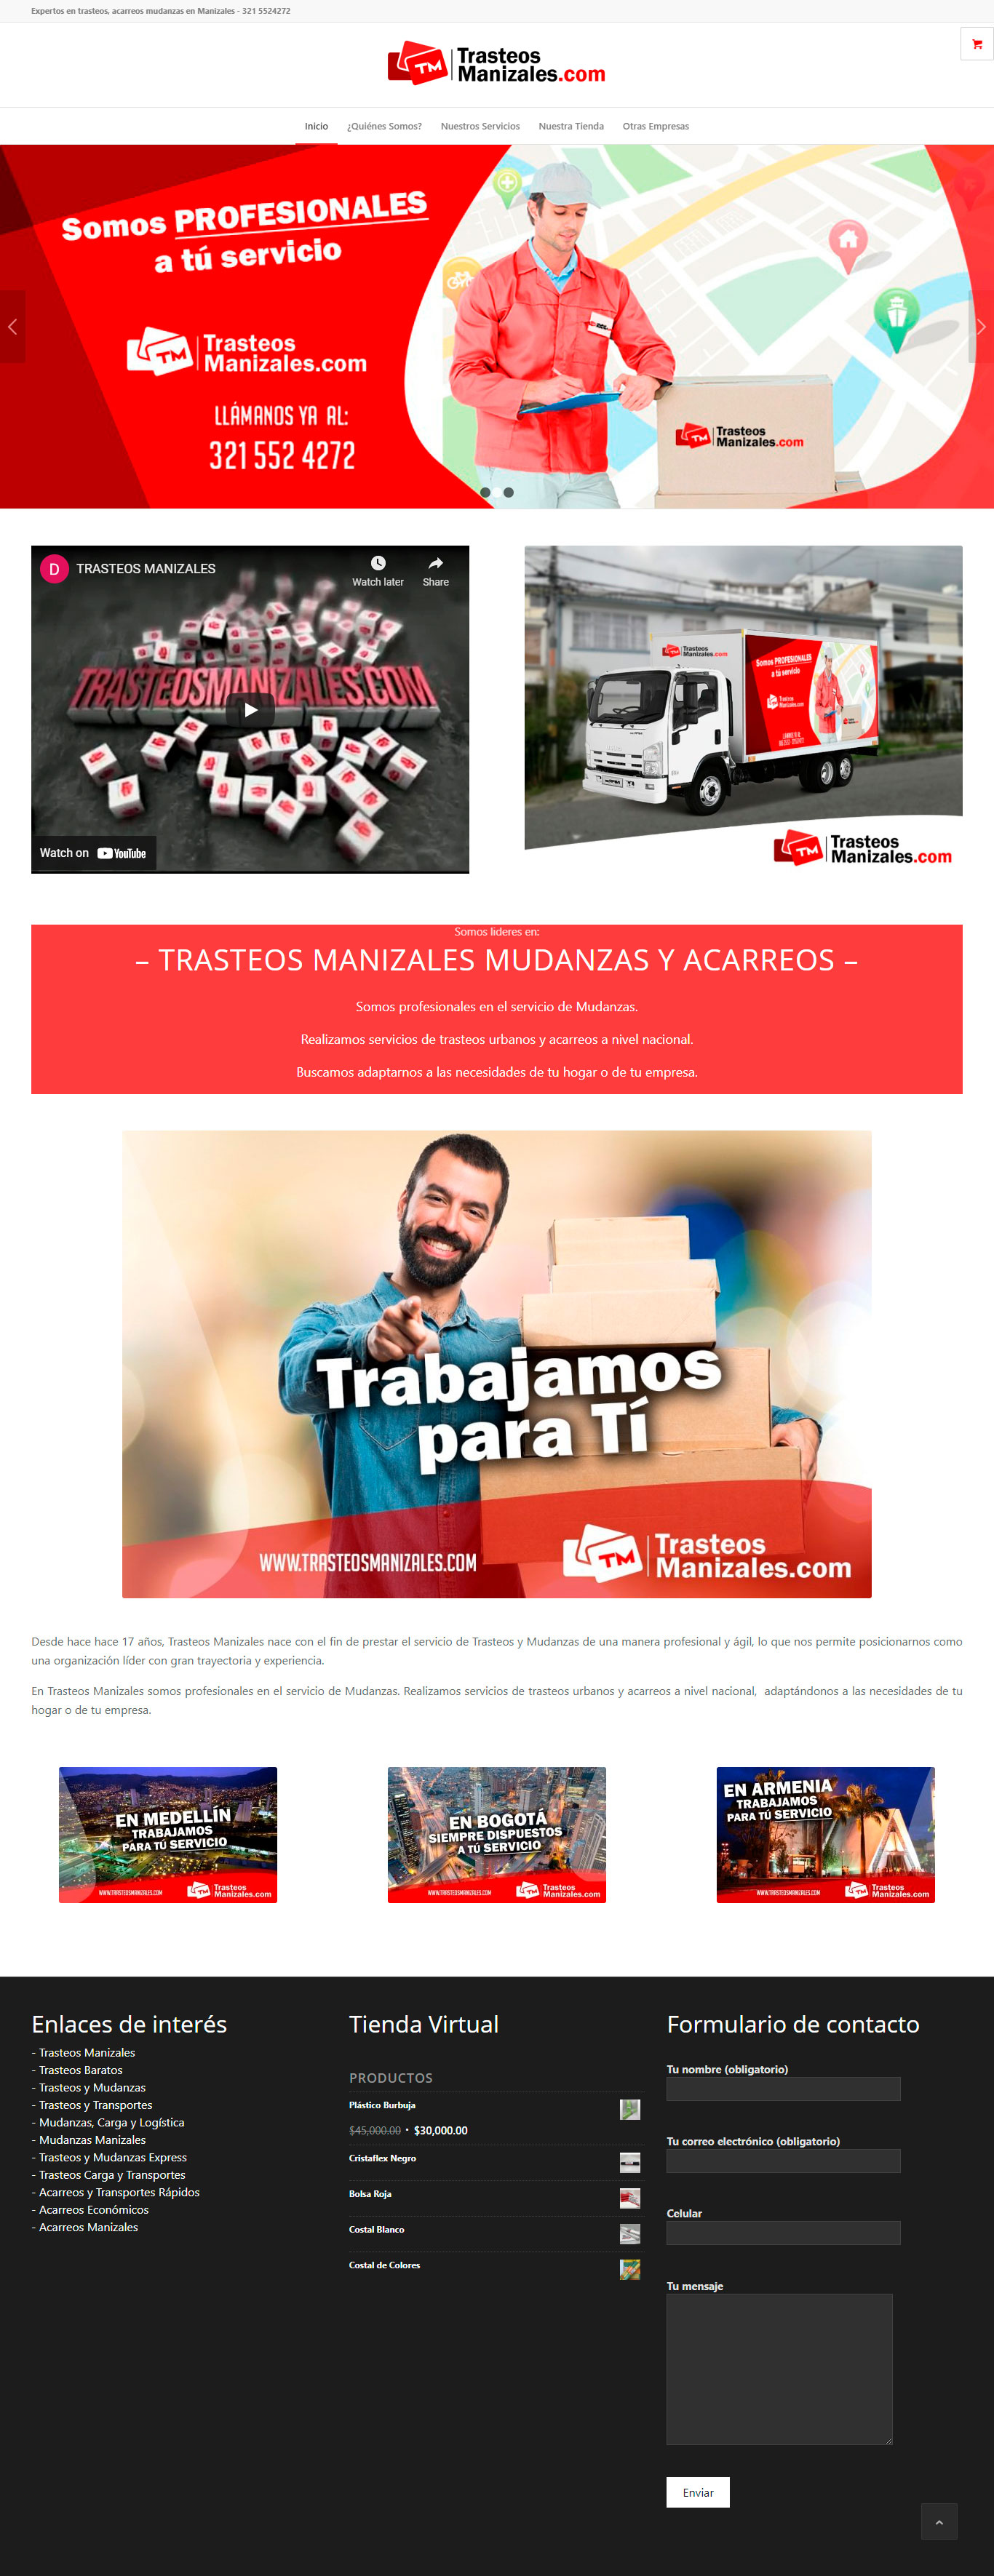 Expertos en trasteos, acarreos mudanzas en Manizales - 321 5524272
TM Trasteos
Manizales.com
Inicio ¿Quiénes Somos? Nuestros Servicios Nuestra Tienda Otras Empresas
Somos PROFESIONALES
a tú servicio
TM Trasteos
Manizales.com
LLÁMANOS YA AL:
321 552 4272
Trasteos
Manizales.com
D TRASTEOS MANIZALES
Watch later Share
TRASTEOSMANIZALES.COM
Watch on YouTube
Trasteos
Manizales.com
Somos PROFESIONALES
a tú servicio
Trasteos
Manizales.com
TM Trasteos
Manizales.com
Somos lideres en:
– TRASTEOS MANIZALES MUDANZAS Y ACARREOS –
Somos profesionales en el servicio de Mudanzas.
Realizamos servicios de trasteos urbanos y acarreos a nivel nacional.
Buscamos adaptarnos a las necesidades de tu hogar o de tu empresa.
Trabajamos
para Tí
WWW.TRASTEOSMANIZALES.COM
TM Trasteos
Manizales.com
Desde hace hace 17 años, Trasteos Manizales nace con el fin de prestar el servicio de Trasteos y Mudanzas de una manera profesional y ágil, lo que nos permite posicionarnos como
una organización líder con gran trayectoria y experiencia.
En Trasteos Manizales somos profesionales en el servicio de Mudanzas. Realizamos servicios de trasteos urbanos y acarreos a nivel nacional, adaptándonos a las necesidades de tu
hogar o de tu empresa.
EN MEDELLÍN
TRABAJAMOS
PARA TÚ SERVICIO
WWW.TRASTEOSMANIZALES.COM
TM Trasteos
Manizales.com
EN BOGOTÁ
SIEMPRE DISPUESTOS
A TÚ SERVICIO
WWW.TRASTEOSMANIZALES.COM
TM Trasteos
Manizales.com
EN ARMENIA
TRABAJAMOS
PARA TÚ SERVICIO
WWW.TRASTEOSMANIZALES.COM
TM Trasteos
Manizales.com
Enlaces de interés
- Trasteos Manizales
- Trasteos Baratos
- Trasteos y Mudanzas
- Trasteos y Transportes
- Mudanzas, Carga y Logística
- Mudanzas Manizales
- Trasteos y Mudanzas Express
- Trasteos Carga y Transportes
- Acarreos y Transportes Rápidos
- Acarreos Económicos
- Acarreos Manizales
Tienda Virtual
PRODUCTOS
Plástico Burbuja
$45,000.00 · $30,000.00
Cristaflex Negro
Bolsa Roja
Costal Blanco
Costal de Colores
Formulario de contacto
Tu nombre (obligatorio)
Tu correo electrónico (obligatorio)
Celular
Tu mensaje
Enviar